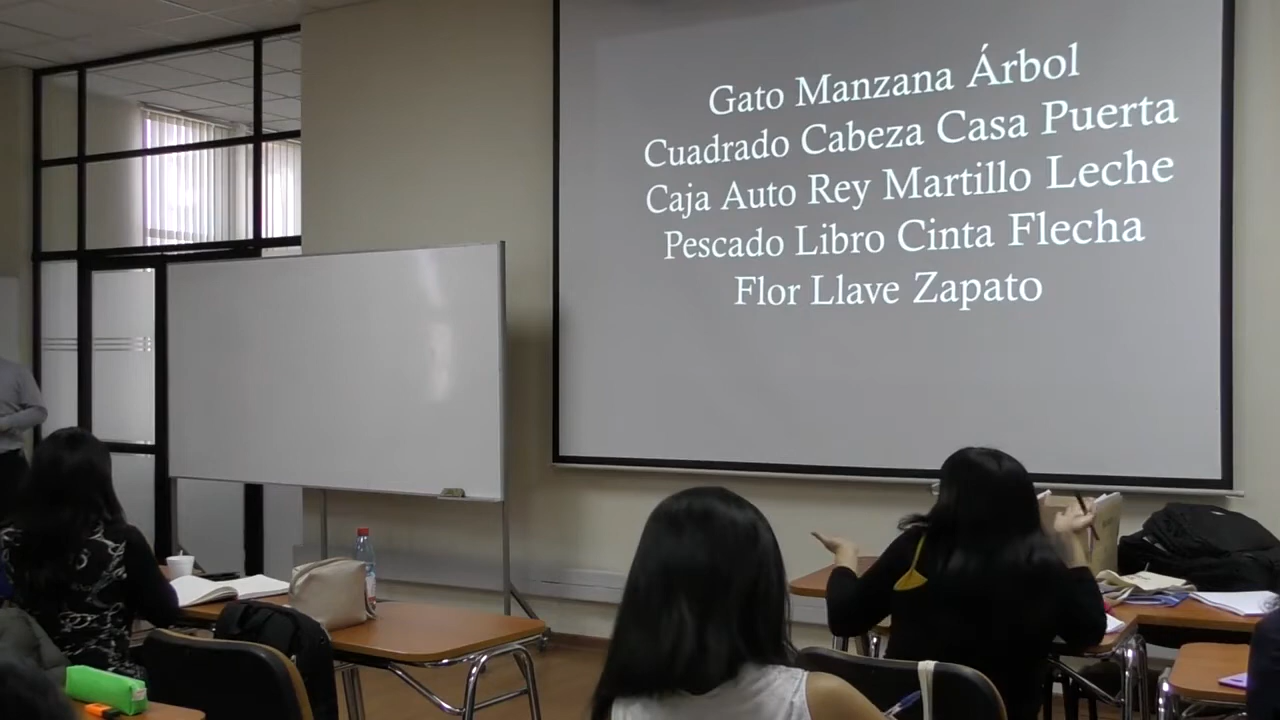 Gato Manzana Árbol
Cuadrado Cabeza Casa Puerta
Caja Auto Rey Martillo Leche
Pescado Libro Cinta Flecha
Flor Llave Zapato